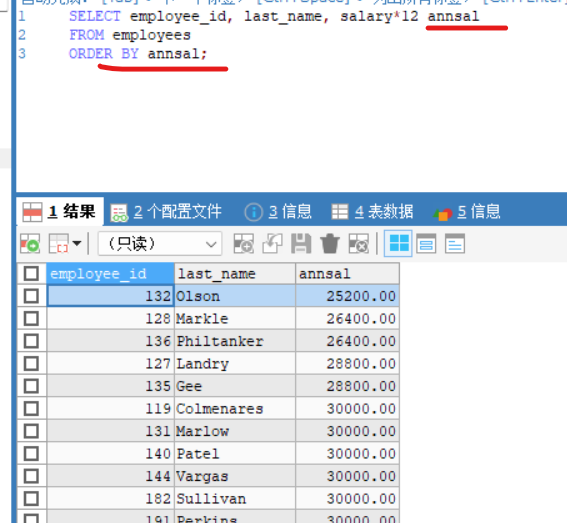 1 SELECT employee_id, last_name, salary*12 annsal
2 FROM employees
3 ORDER BY annsal;
1 结果 2 个配置文件 3 信息 4 表数据 5 信息
（只读）
employee_id last_name annsal
132 Olson 25200.00
128 Markle 26400.00
136 Philtanker 26400.00
127 Landry 28800.00
135 Gee 28800.00
119 Colmenares 30000.00
131 Marlow 30000.00
140 Patel 30000.00
144 Vargas 30000.00
182 Sullivan 30000.00
191 Perkins 30000.00